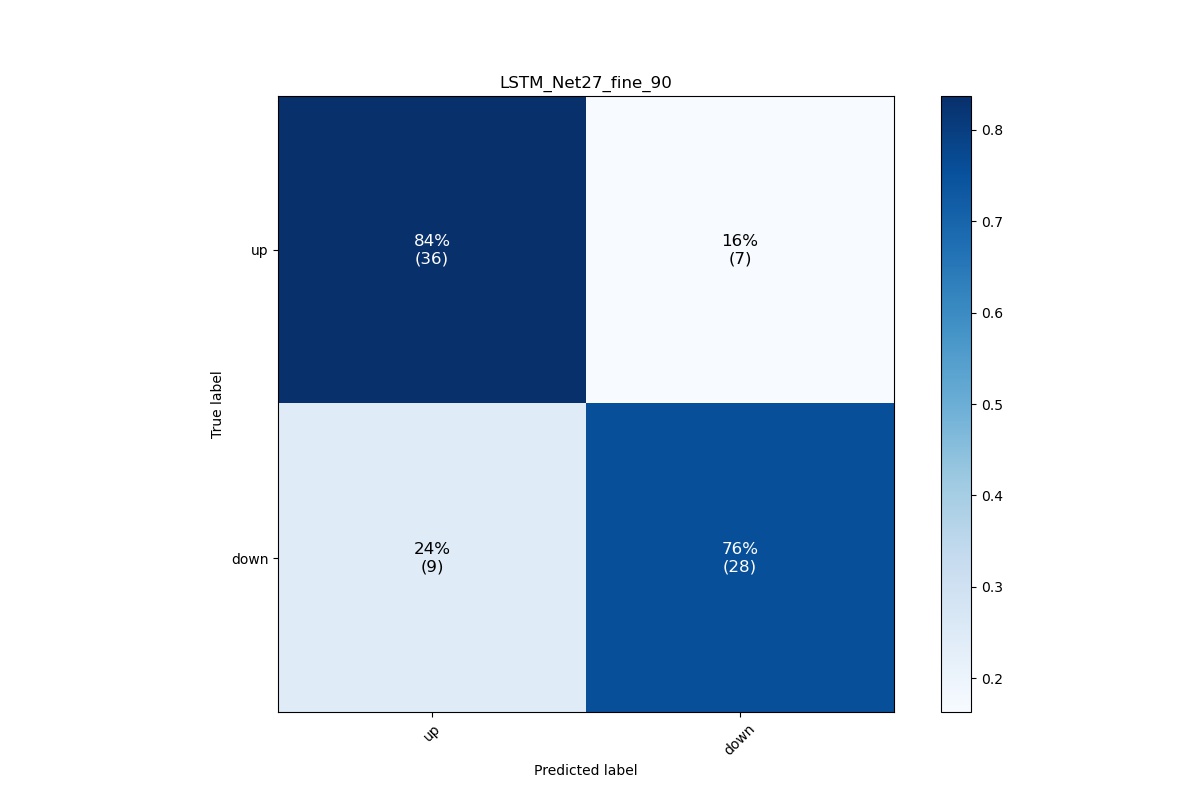 LSTM_Net27_fine_90
0.8
0.7
0.6
0.5
0.4
0.3
0.2
True label
up
84%
(36)
16%
(7)
down
24%
(9)
76%
(28)
up
down
Predicted label